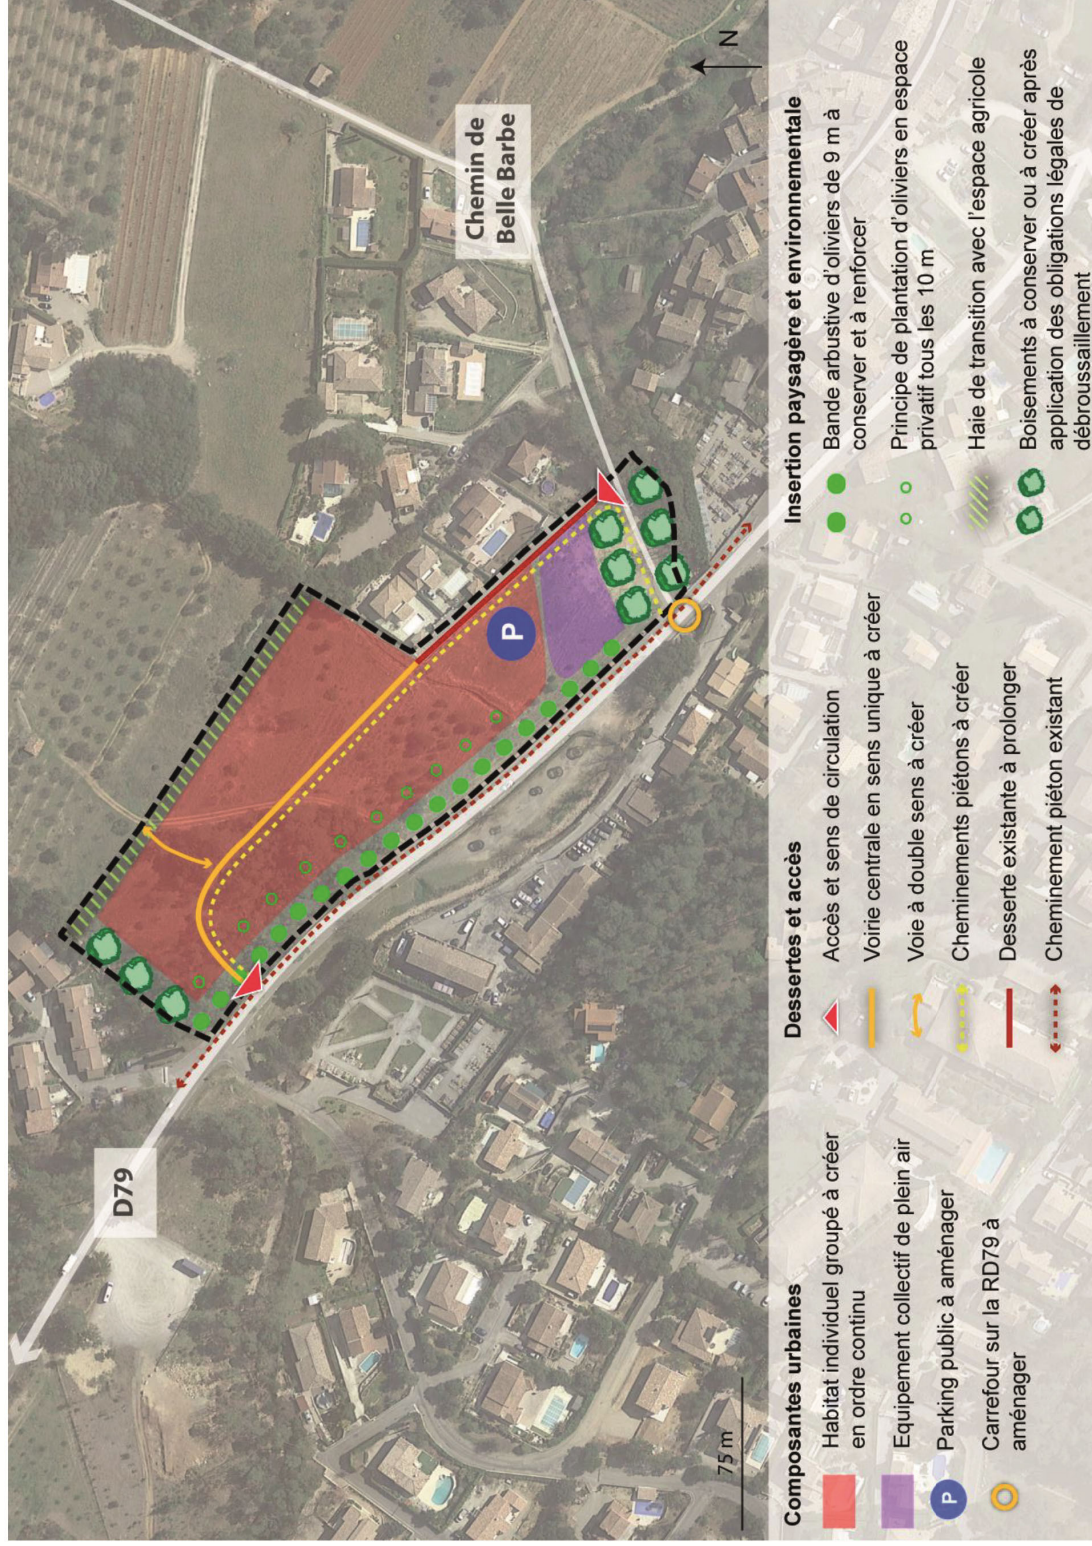 D79
Chemin de
Belle Barbe
N
P
75 m
Composantes urbaines
Habitat individuel groupé à créer
en ordre continu
Equipement collectif de plein air
P
Parking public à aménager
Carrefour sur la RD79 à
aménager
Dessertes et accès
Accès et sens de circulation
Voirie centrale en sens unique à créer
Voie à double sens à créer
Cheminements piétons à créer
Desserte existante à prolonger
Cheminement piéton existant
Insertion paysagère et environnementale
Bande arbustive d'oliviers de 9 m à
conserver et à renforcer
Principe de plantation d'oliviers en espace
privatif tous les 10 m
Haie de transition avec l'espace agricole
Boisements à conserver ou à créer après
application des obligations légales de
débroussaillement